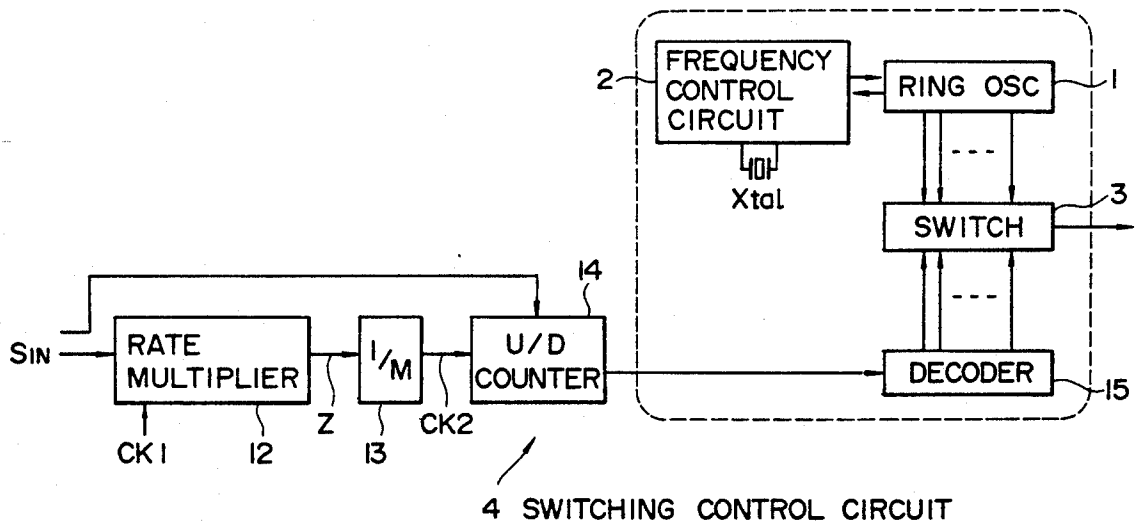 2
FREQUENCY
CONTROL
CIRCUIT
RING OSC
1
Xtal
3
SWITCH
14
SIN
RATE
MULTIPLIER
1/M
U/D
COUNTER
DECODER
15
Z
CK2
CK1
12
13
4 SWITCHING CONTROL CIRCUIT